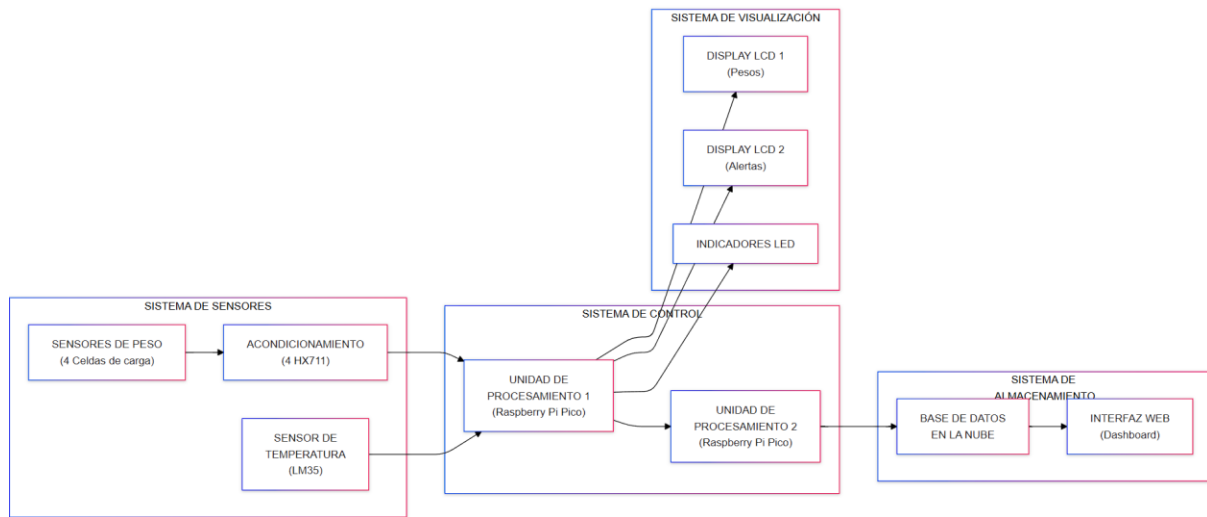 SISTEMA DE VISUALIZACIÓN
DISPLAY LCD 1
(Pesos)
DISPLAY LCD 2
(Alertas)
INDICADORES LED
SISTEMA DE SENSORES
SENSORES DE PESO
(4 Celdas de carga)
ACONDICIONAMIENTO
(4 HX711)
SENSOR DE
TEMPERATURA
(LM35)
SISTEMA DE CONTROL
UNIDAD DE
PROCESAMIENTO 1
(Raspberry Pi Pico)
UNIDAD DE
PROCESAMIENTO 2
(Raspberry Pi Pico)
SISTEMA DE
ALMACENAMIENTO
BASE DE DATOS
EN LA NUBE
INTERFAZ WEB
(Dashboard)